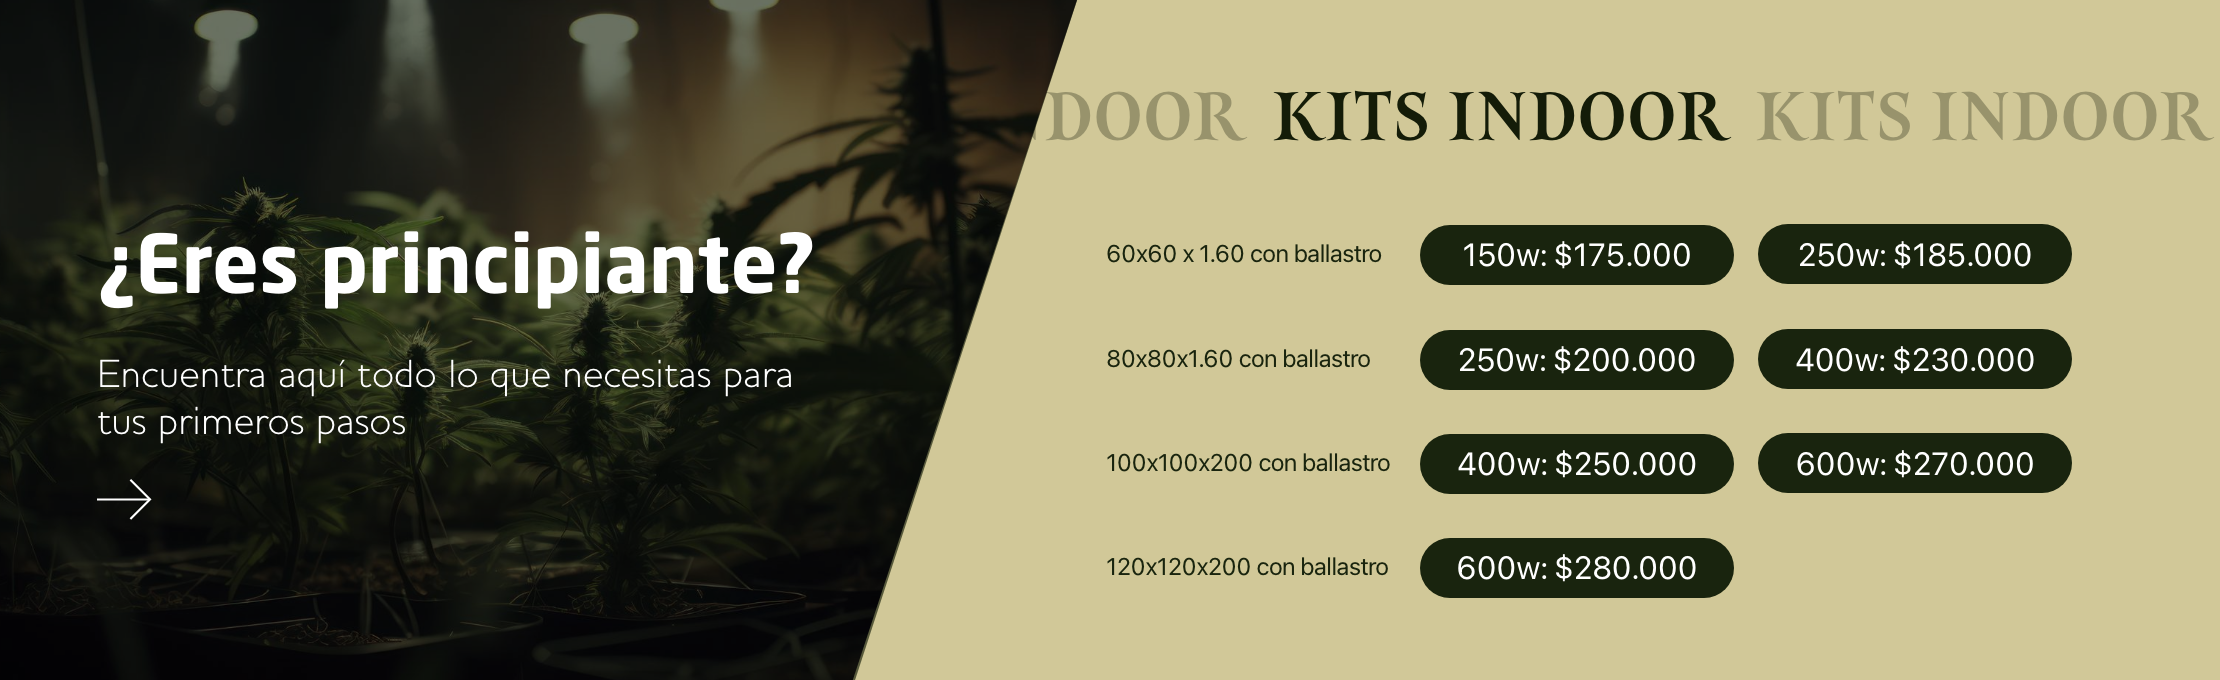 ¿Eres principiante?
Encuentra aquí todo lo que necesitas para
tus primeros pasos
DOOR KITS INDOOR KITS INDOOR
60x60 x 1.60 con ballastro 150w: $175.000 250w: $185.000
80x80x1.60 con ballastro 250w: $200.000 400w: $230.000
100x100x200 con ballastro 400w: $250.000 600w: $270.000
120x120x200 con ballastro 600w: $280.000